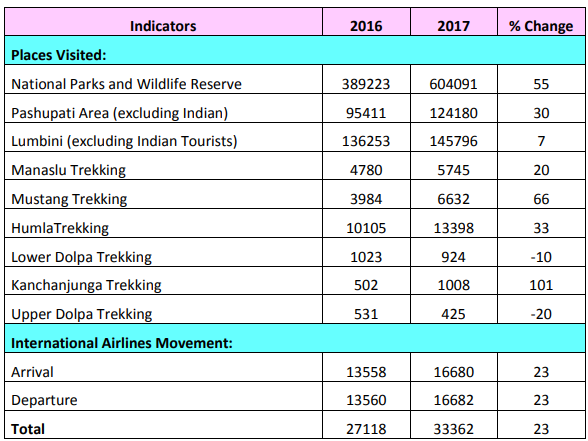 Indicators 2016 2017 % Change
Places Visited:
National Parks and Wildlife Reserve 389223 604091 55
Pashupati Area (excluding Indian) 95411 124180 30
Lumbini (excluding Indian Tourists) 136253 145796 7
Manaslu Trekking 4780 5745 20
Mustang Trekking 3984 6632 66
HumlaTrekking 10105 13398 33
Lower Dolpa Trekking 1023 924 -10
Kanchanjunga Trekking 502 1008 101
Upper Dolpa Trekking 531 425 -20
International Airlines Movement:
Arrival 13558 16680 23
Departure 13560 16682 23
Total 27118 33362 23